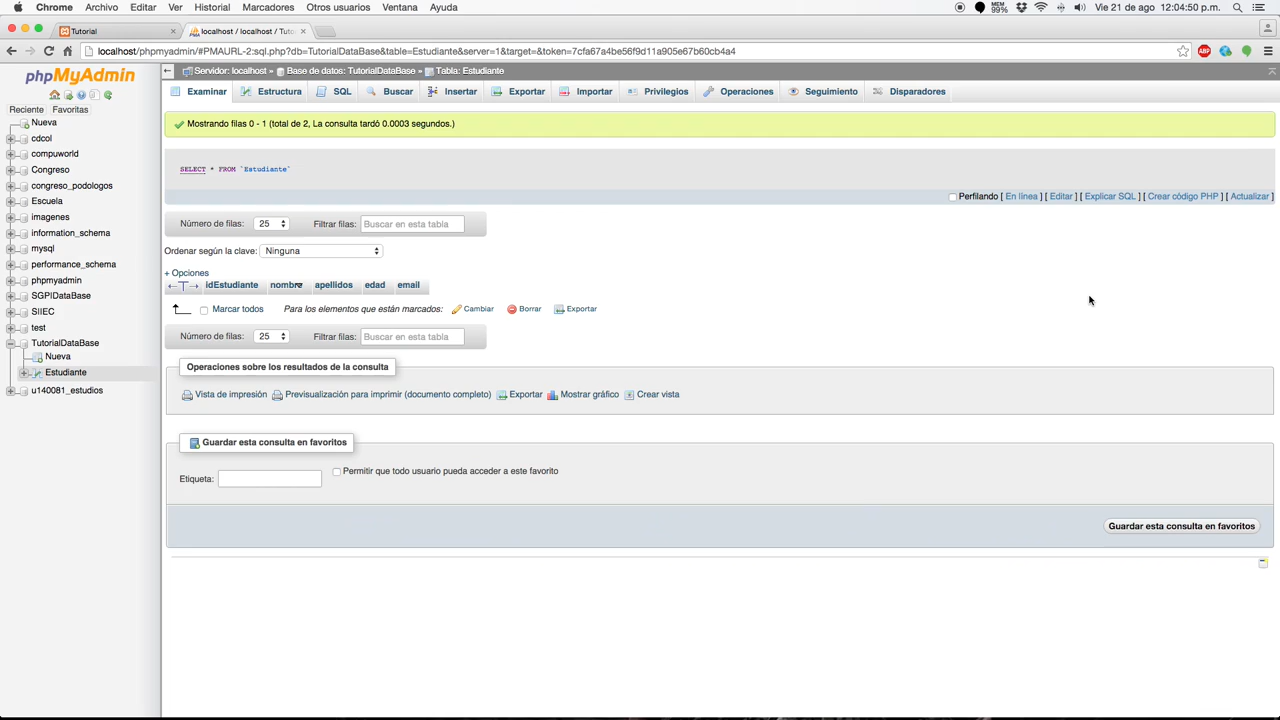 Chrome Archivo Editar Ver Historial Marcadores Otros usuarios Ventana Ayuda MEM 99% Vie 21 de ago 12:04:50 p.m.
Tutorial localhost / localhost / Tuto
localhost/phpmyadmin/#PMAURL-2:sql.php?db=TutorialDataBase&table=Estudiante&server=1&target=&token=7cfa67a4be56f9d11a905e67b60cb4a4 ABP
phpMyAdmin
Reciente Favoritas
Nueva
cdcol
compuworld
Congreso
congreso_podologos
Escuela
imagenes
information_schema
mysql
performance_schema
phpmyadmin
SGPIDataBase
SIIEC
test
TutorialDataBase
Nueva
Estudiante
u140081_estudios
Servidor: localhost » Base de datos: TutorialDataBase » Tabla: Estudiante
Examinar Estructura SQL Buscar Insertar Exportar Importar Privilegios Operaciones Seguimiento Disparadores
Mostrando filas 0 - 1 (total de 2, La consulta tardó 0.0003 segundos.)
SELECT * FROM `Estudiante`
Perfilando [ En línea ] [ Editar ] [ Explicar SQL ] [ Crear código PHP ] [ Actualizar ]
Número de filas: 25 Filtrar filas: Buscar en esta tabla
Ordenar según la clave: Ninguna
+ Opciones
←T→ idEstudiante nombre apellidos edad email
Marcar todos Para los elementos que están marcados: Cambiar Borrar Exportar
Número de filas: 25 Filtrar filas: Buscar en esta tabla
Operaciones sobre los resultados de la consulta
Vista de impresión Previsualización para imprimir (documento completo) Exportar Mostrar gráfico Crear vista
Guardar esta consulta en favoritos
Etiqueta: Permitir que todo usuario pueda acceder a este favorito
Guardar esta consulta en favoritos